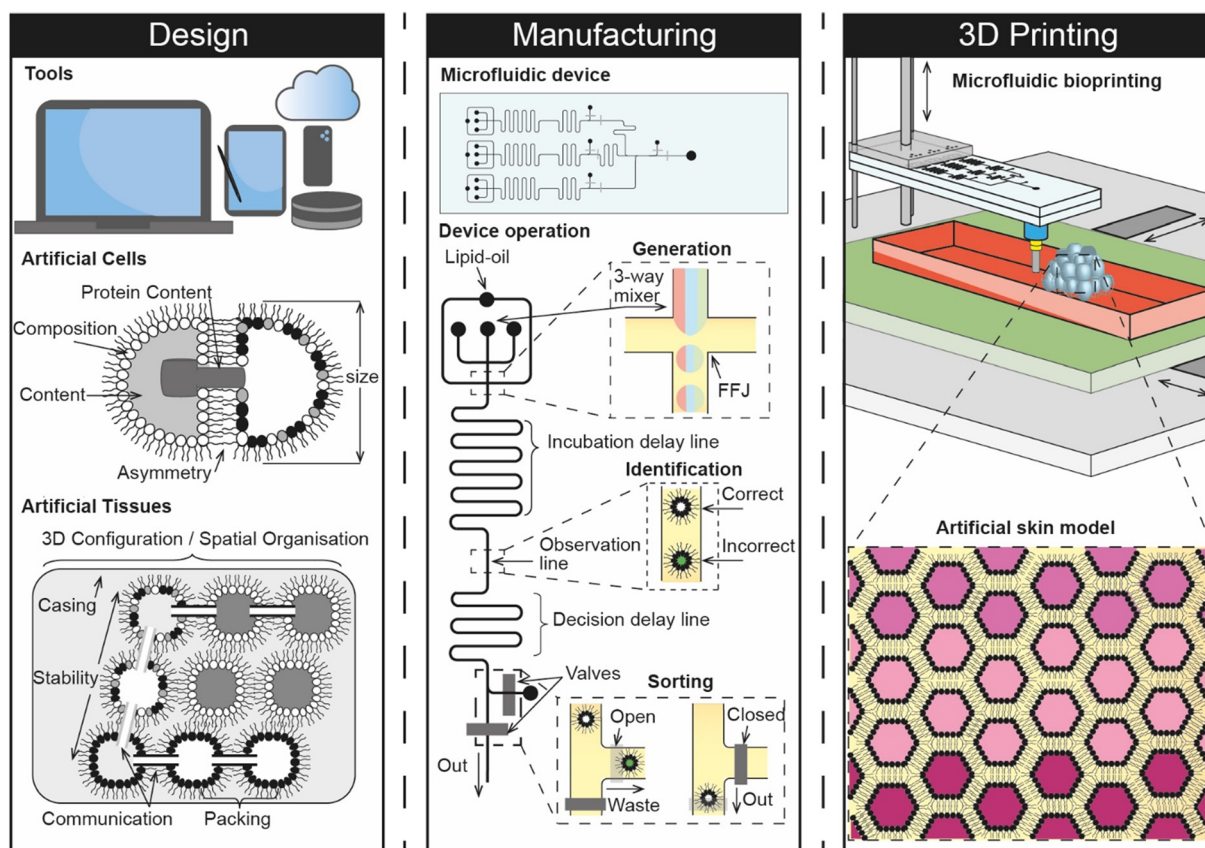 Design
Tools
Artificial Cells
Protein Content
Composition
Content
size
Asymmetry
Artificial Tissues
3D Configuration / Spatial Organisation
Casing
Stability
Communication
Packing
Manufacturing
Microfluidic device
Device operation
Lipid-oil
Generation
3-way
mixer
FFJ
Incubation delay line
Identification
Correct
Observation
line
Incorrect
Decision delay line
Valves
Sorting
Open
Closed
Out
Waste
Out
3D Printing
Microfluidic bioprinting
Artificial skin model